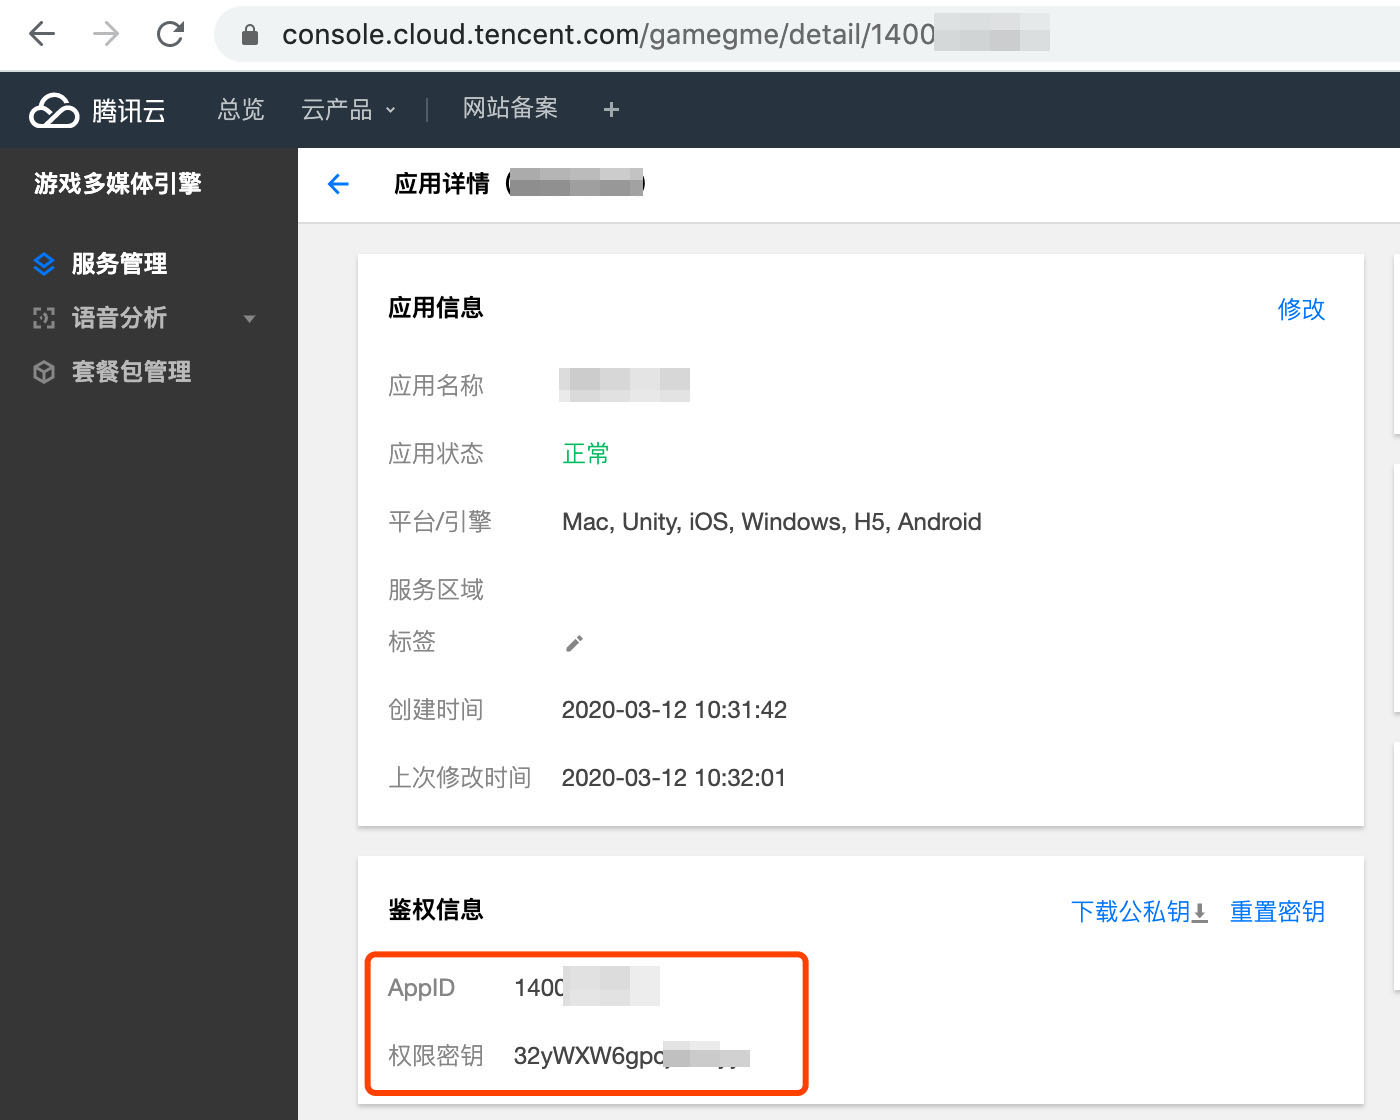 console.cloud.tencent.com/gamegme/detail/1400
腾讯云 总览 云产品 网站备案 +
游戏多媒体引擎
应用详情
服务管理
语音分析
套餐包管理
应用信息 修改
应用名称
应用状态 正常
平台/引擎 Mac, Unity, iOS, Windows, H5, Android
服务区域
标签
创建时间 2020-03-12 10:31:42
上次修改时间 2020-03-12 10:32:01
鉴权信息 下载公私钥 重置密钥
AppID 1400
权限密钥 32yWXW6gpc